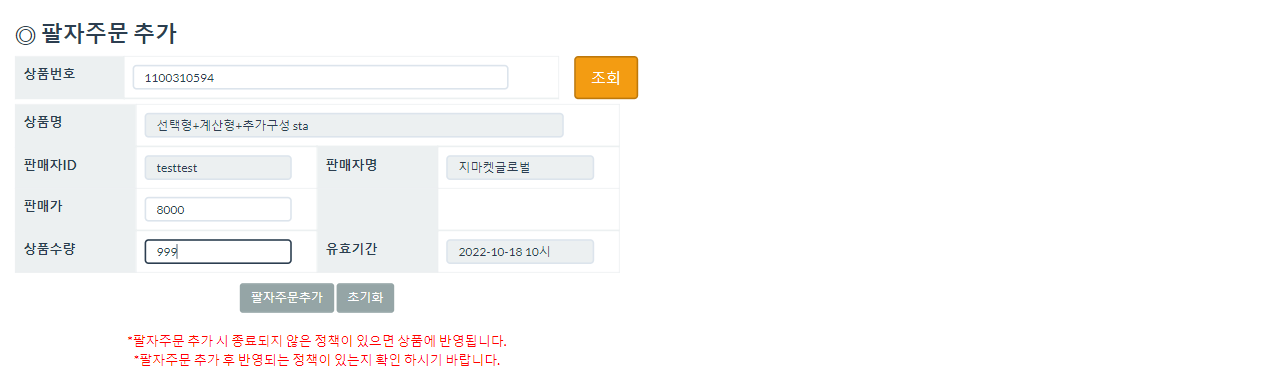 ◎ 팔자주문 추가
상품번호 1100310594 조회
상품명 선택형+계산형+추가구성 sta
판매자ID testtest 판매자명 지마켓글로벌
판매가 8000
상품수량 999 유효기간 2022-10-18 10시
팔자주문추가 초기화
*팔자주문 추가 시 종료되지 않은 정책이 있으면 상품에 반영됩니다.
*팔자주문 추가 후 반영되는 정책이 있는지 확인 하시기 바랍니다.